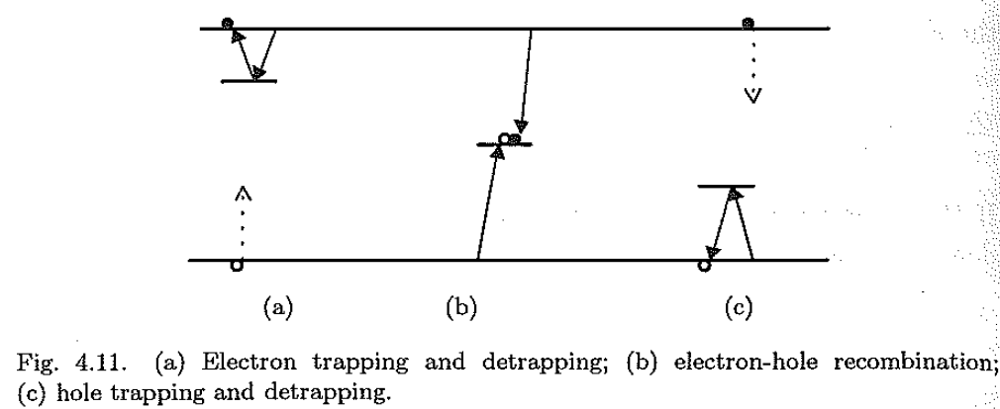 (a) (b) (c)
Fig. 4.11. (a) Electron trapping and detrapping; (b) electron-hole recombination;
(c) hole trapping and detrapping.